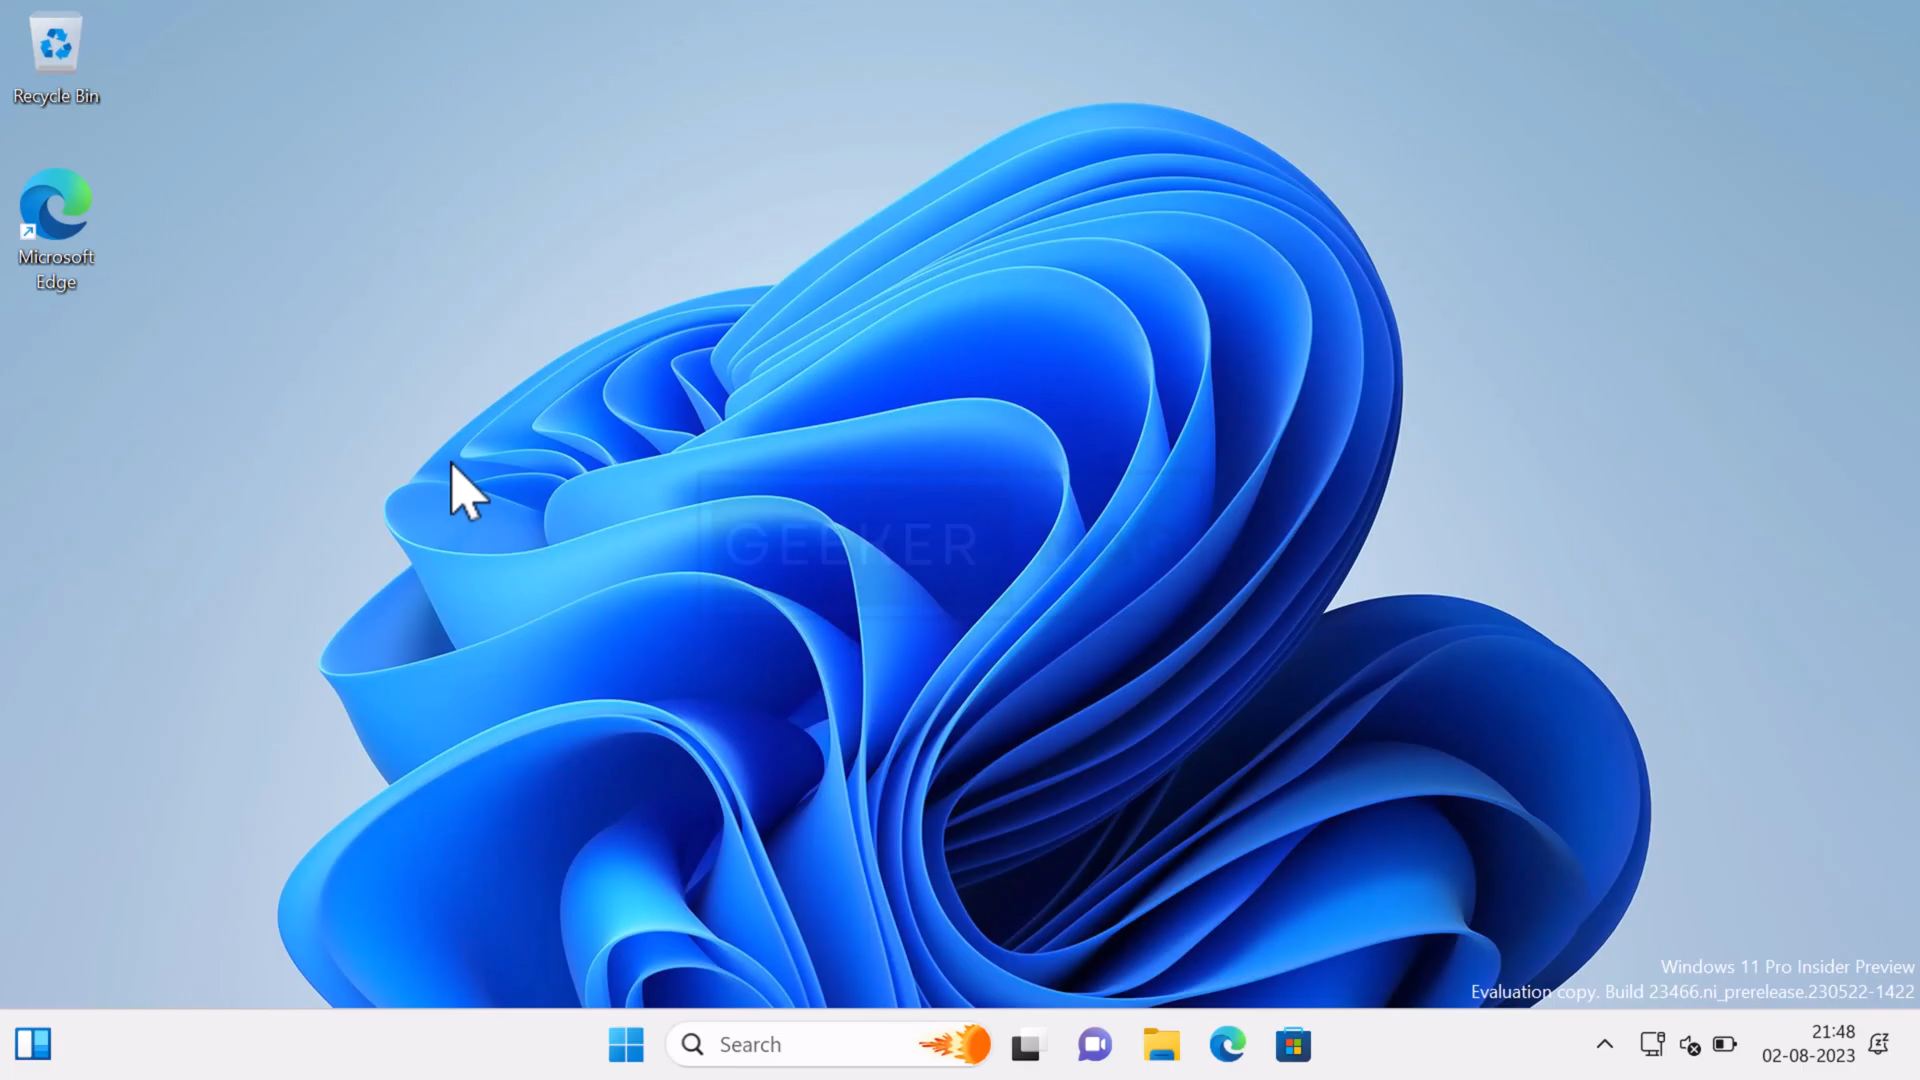 Recycle Bin
Microsoft
Edge
GEEKER
Windows 11 Pro Insider Preview
Evaluation copy. Build 23466.ni_prerelease.230522-1422
Search
21:48
02-08-2023